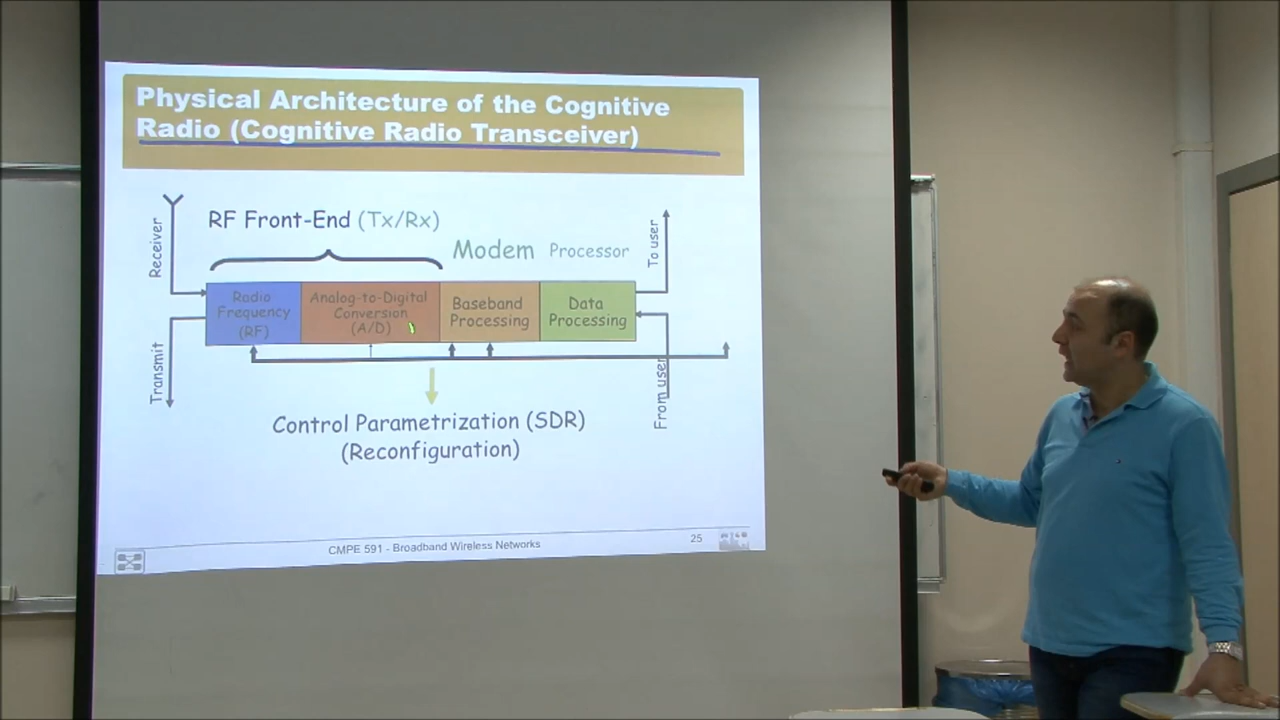 Physical Architecture of the Cognitive
Radio (Cognitive Radio Transceiver)
RF Front-End (Tx/Rx)
Modem
Processor
Receiver
To user
Radio
Frequency
(RF)
Analog-to-Digital
Conversion
(A/D)
Baseband
Processing
Data
Processing
Transmit
From user
Control Parametrization (SDR)
(Reconfiguration)
CMPE 591 - Broadband Wireless Networks
25